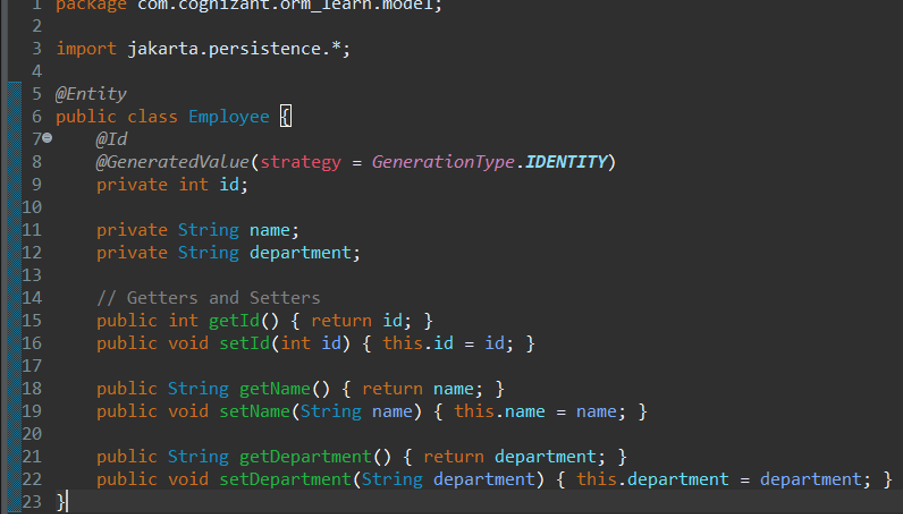 1 package com.cognizant.orm_learn.model;
2
3 import jakarta.persistence.*;
4
5 @Entity
6 public class Employee {
7 @Id
8 @GeneratedValue(strategy = GenerationType.IDENTITY)
9 private int id;
10
11 private String name;
12 private String department;
13
14 // Getters and Setters
15 public int getId() { return id; }
16 public void setId(int id) { this.id = id; }
17
18 public String getName() { return name; }
19 public void setName(String name) { this.name = name; }
20
21 public String getDepartment() { return department; }
22 public void setDepartment(String department) { this.department = department; }
23 }